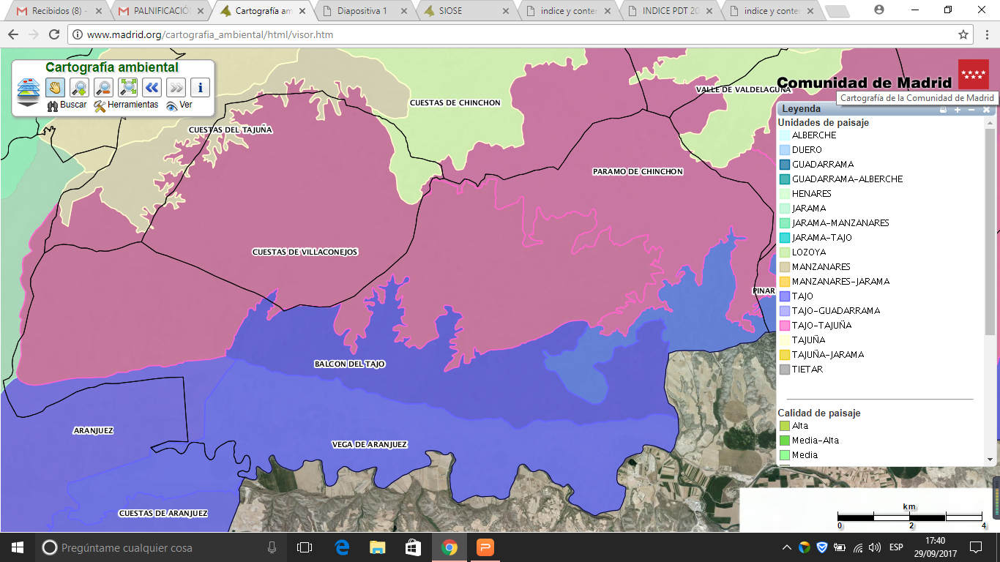 Recibidos (8) -
PALNIFICACIÓ
Cartografía am
Diapositiva 1
SIOSE
indice y conter
INDICE PDT 20
indice y conter
www.madrid.org/cartografia_ambiental/html/visor.htm
Cartografía ambiental
Buscar
Herramientas
Ver
Comunidad de Madrid
Cartografía de la Comunidad de Madrid
CUESTAS DE CHINCHON
VALLE DE VALDELAGUNA
CUESTAS DEL TAJUÑA
PARAMO DE CHINCHON
CUESTAS DE VILLACONEJOS
PINAR
BALCON DEL TAJO
ARANJUEZ
VEGA DE ARANJUEZ
CUESTAS DE ARANJUEZ
Leyenda
Unidades de paisaje
ALBERCHE
DUERO
GUADARRAMA
GUADARRAMA-ALBERCHE
HENARES
JARAMA
JARAMA-MANZANARES
JARAMA-TAJO
LOZOYA
MANZANARES
MANZANARES-JARAMA
TAJO
TAJO-GUADARRAMA
TAJO-TAJUÑA
TAJUÑA
TAJUÑA-JARAMA
TIETAR
Calidad de paisaje
Alta
Media-Alta
Media
km
0 2 4
Pregúntame cualquier cosa
ESP
17:40
29/09/2017